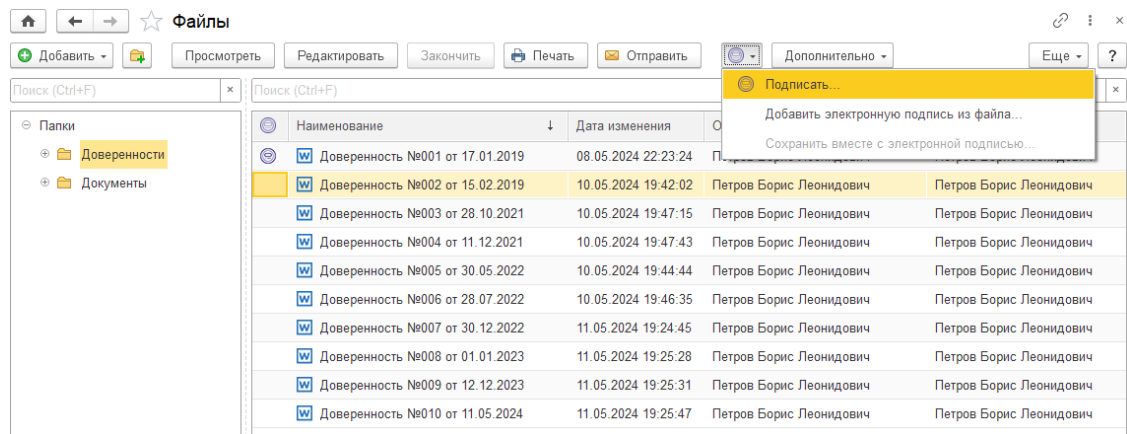 Файлы
Добавить Просмотреть Редактировать Закончить Печать Отправить Дополнительно Еще ?
Поиск (Ctrl+F) × Поиск (Ctrl+F) ×
Подписать...
Добавить электронную подпись из файла...
Сохранить вместе с электронной подписью...
Папки
Доверенности
Документы
Наименование ↓ Дата изменения
Доверенность №001 от 17.01.2019 08.05.2024 22:23:24
Доверенность №002 от 15.02.2019 10.05.2024 19:42:02 Петров Борис Леонидович Петров Борис Леонидович
Доверенность №003 от 28.10.2021 10.05.2024 19:47:15 Петров Борис Леонидович Петров Борис Леонидович
Доверенность №004 от 11.12.2021 10.05.2024 19:47:43 Петров Борис Леонидович Петров Борис Леонидович
Доверенность №005 от 30.05.2022 10.05.2024 19:44:44 Петров Борис Леонидович Петров Борис Леонидович
Доверенность №006 от 28.07.2022 10.05.2024 19:46:35 Петров Борис Леонидович Петров Борис Леонидович
Доверенность №007 от 30.12.2022 11.05.2024 19:24:45 Петров Борис Леонидович Петров Борис Леонидович
Доверенность №008 от 01.01.2023 11.05.2024 19:25:28 Петров Борис Леонидович Петров Борис Леонидович
Доверенность №009 от 12.12.2023 11.05.2024 19:25:31 Петров Борис Леонидович Петров Борис Леонидович
Доверенность №010 от 11.05.2024 11.05.2024 19:25:47 Петров Борис Леонидович Петров Борис Леонидович